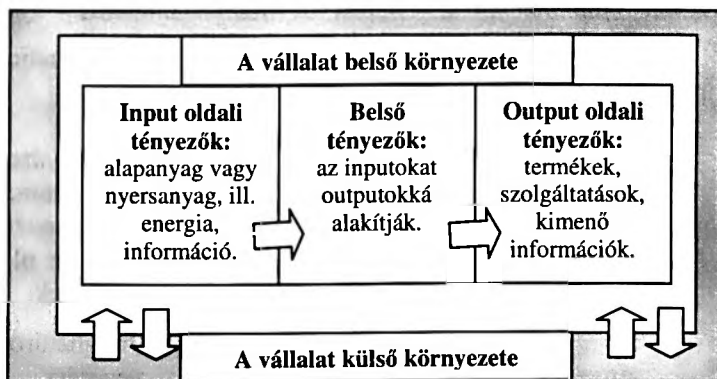 A vállalat belső környezete
Input oldali
tényezők:
alapanyag vagy
nyersanyag, ill.
energia,
információ.
Belső
tényezők:
az inputokat
outputokká
alakítják.
Output oldali
tényezők:
termékek,
szolgáltatások,
kimenő
információk.
A vállalat külső környezete